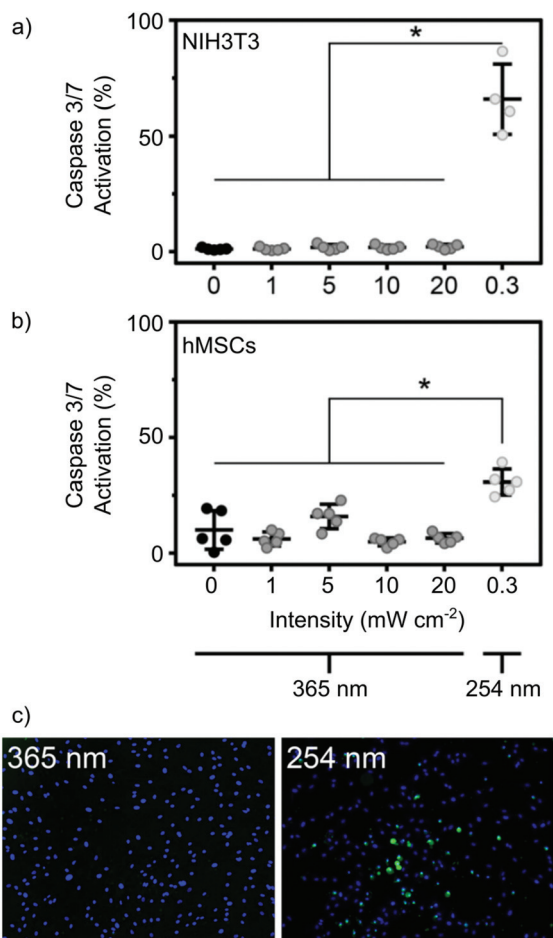 a)
100
NIH3T3
*
Caspase 3/7
Activation (%)
50
0
0 1 5 10 20 0.3
b)
100
hMSCs
*
Caspase 3/7
Activation (%)
50
0
0 1 5 10 20 0.3
Intensity (mW cm⁻²)
365 nm 254 nm
c)
365 nm 254 nm